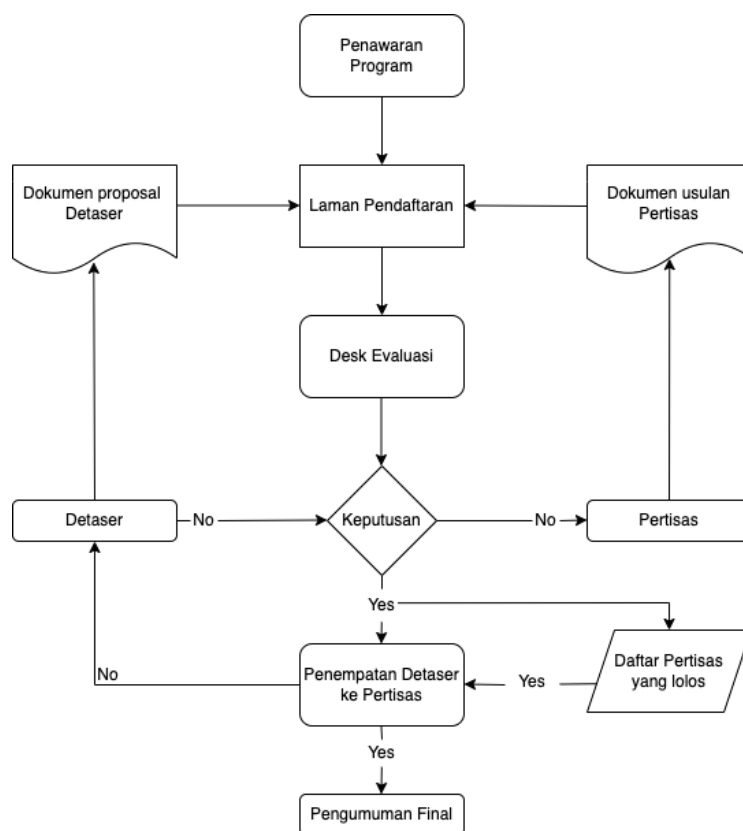 Penawaran
Program
Dokumen proposal
Detaser
Laman Pendaftaran
Dokumen usulan
Pertisas
Desk Evaluasi
Detaser
No
Keputusan
No
Pertisas
Yes
No
Penempatan Detaser
ke Pertisas
Yes
Daftar Pertisas
yang lolos
Yes
Pengumuman Final